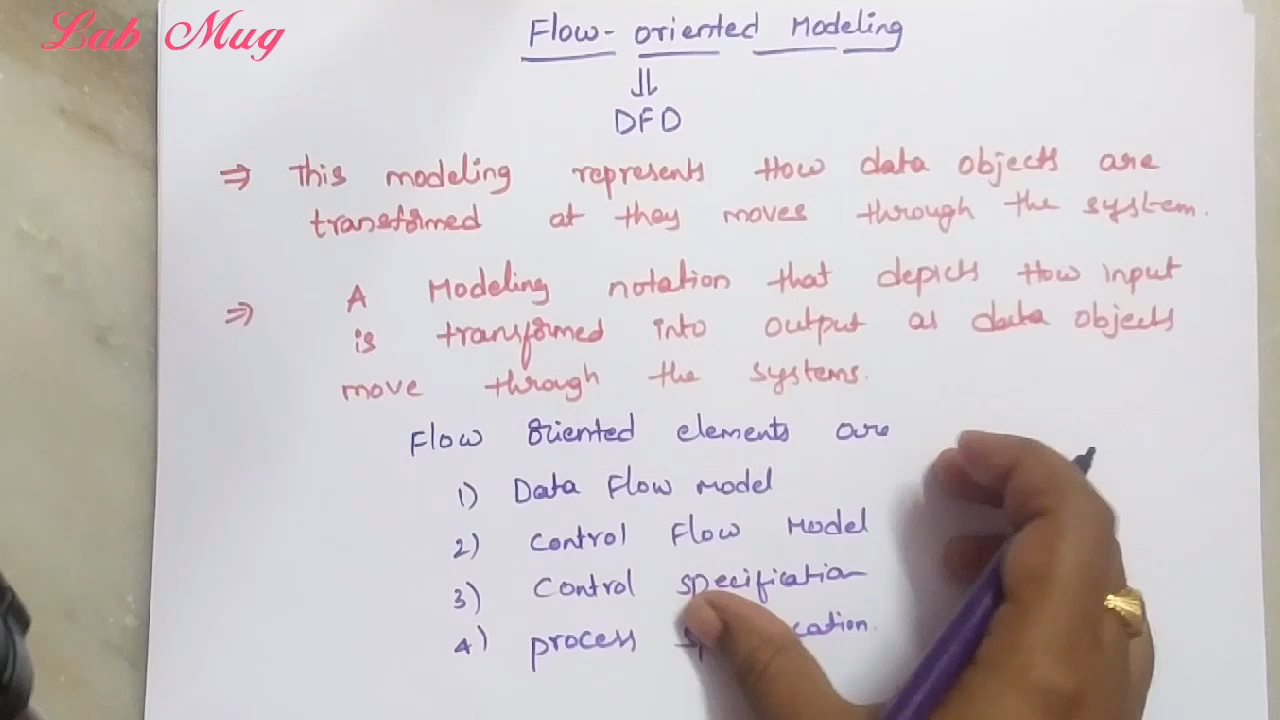 Lab Mug
Flow-oriented Modeling
⇓
DFD
⇒ This modeling represents How data objects are
transformed at they moves through the system.
⇒ A Modeling notation that depicts How input
is transformed into output as data objects
move through the systems.
Flow oriented elements are
1) Data Flow model
2) Control Flow Model
3) Control specification
4) process